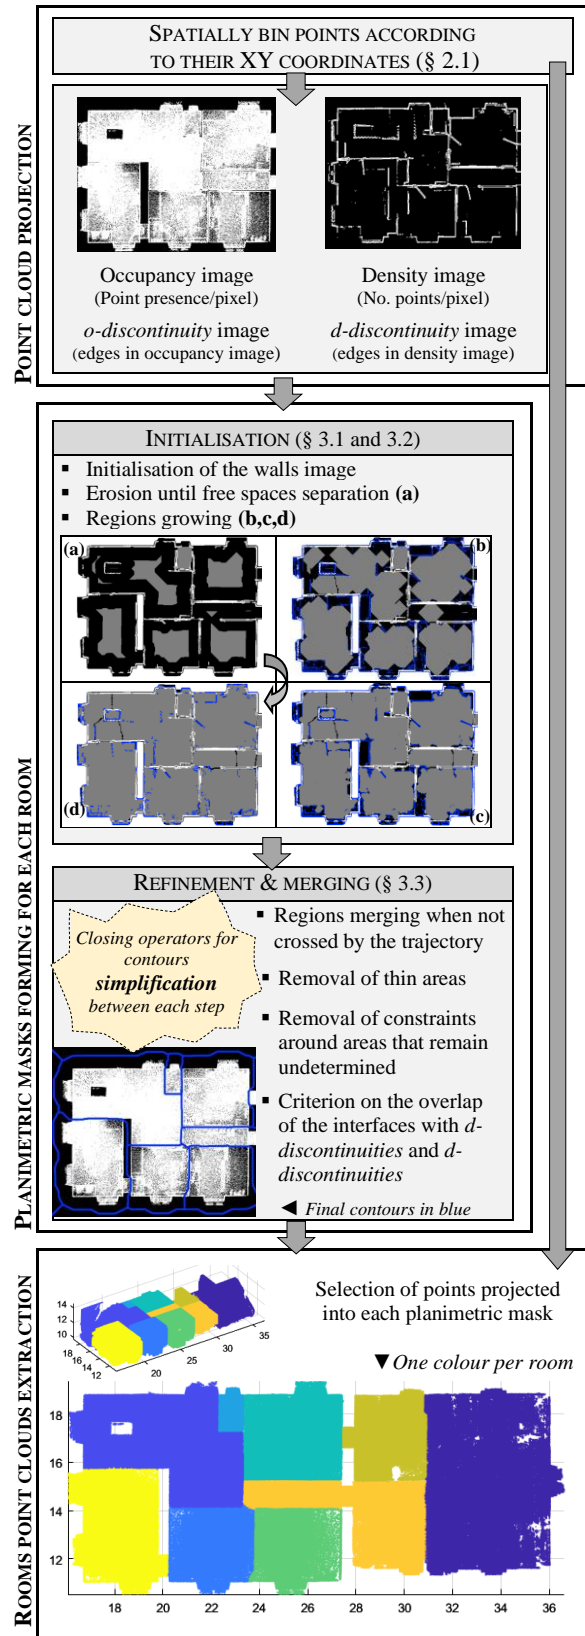 POINT CLOUD PROJECTION
SPATIALLY BIN POINTS ACCORDING
TO THEIR XY COORDINATES (§ 2.1)
Occupancy image
(Point presence/pixel)
o-discontinuity image
(edges in occupancy image)
Density image
(No. points/pixel)
d-discontinuity image
(edges in density image)
PLANIMETRIC MASKS FORMING FOR EACH ROOM
INITIALISATION (§ 3.1 and 3.2)
▪ Initialisation of the walls image
▪ Erosion until free spaces separation (a)
▪ Regions growing (b,c,d)
(a)
(b)
(d)
(c)
REFINEMENT & MERGING (§ 3.3)
Closing operators for
contours
simplification
between each step
▪ Regions merging when not
crossed by the trajectory
▪ Removal of thin areas
▪ Removal of constraints
around areas that remain
undetermined
▪ Criterion on the overlap
of the interfaces with d-
discontinuities and d-
discontinuities
◄ Final contours in blue
ROOMS POINT CLOUDS EXTRACTION
14
12
10
18
16
14
12
20
25
30
35
Selection of points projected
into each planimetric mask
▼One colour per room
18
16
14
12
18 20 22 24 26 28 30 32 34 36